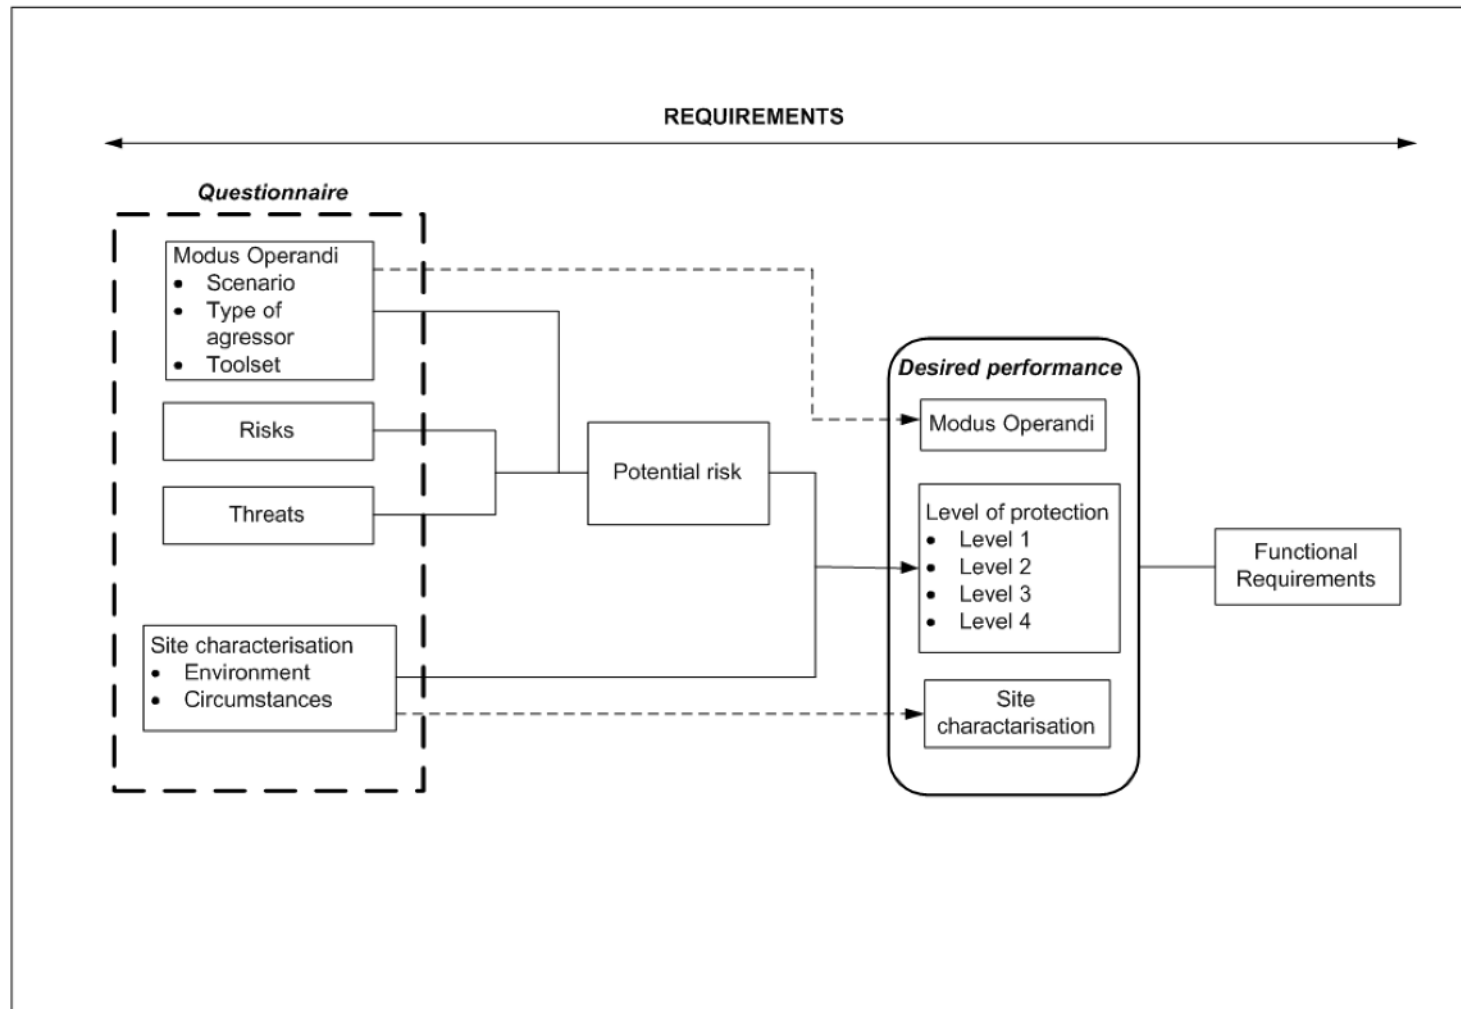 REQUIREMENTS
Questionnaire
Modus Operandi
• Scenario
• Type of
agressor
• Toolset
Risks
Threats
Site characterisation
• Environment
• Circumstances
Potential risk
Desired performance
Modus Operandi
Level of protection
• Level 1
• Level 2
• Level 3
• Level 4
Site
charactarisation
Functional
Requirements